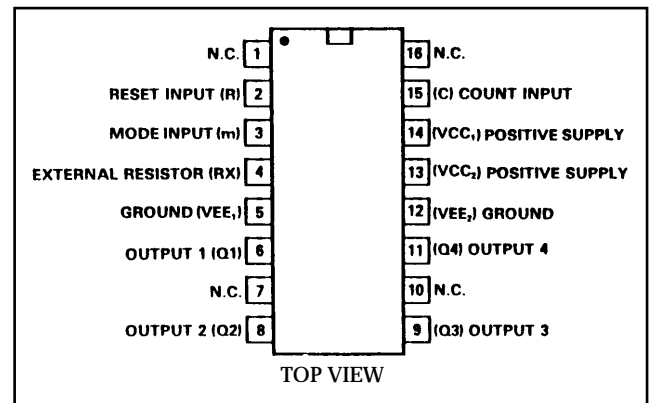 N.C. 1 16 N.C.
RESET INPUT (R) 2 15 (C) COUNT INPUT
MODE INPUT (m) 3 14 (VCC₁) POSITIVE SUPPLY
EXTERNAL RESISTOR (RX) 4 13 (VCC₂) POSITIVE SUPPLY
GROUND (VEE₁) 5 12 (VEE₂) GROUND
OUTPUT 1 (Q1) 6 11 (Q4) OUTPUT 4
N.C. 7 10 N.C.
OUTPUT 2 (Q2) 8 9 (Q3) OUTPUT 3
TOP VIEW